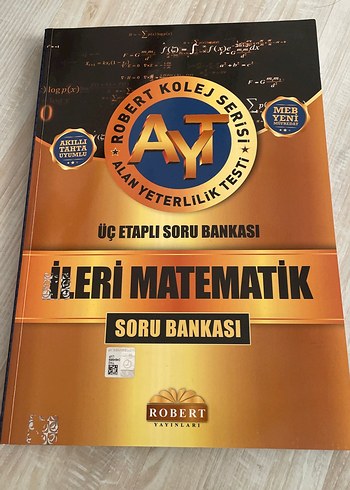 ROBERT KOLEJ SERİSİ
AYT
ALAN YETERLİLİK TESTİ
AKILLI
TAHTA
UYUMLU
MEB
YENİ
ÜÇ ETAPLI SORU BANKASI
İLERİ MATEMATİK
SORU BANKASI
ROBERT
YAYINLARI